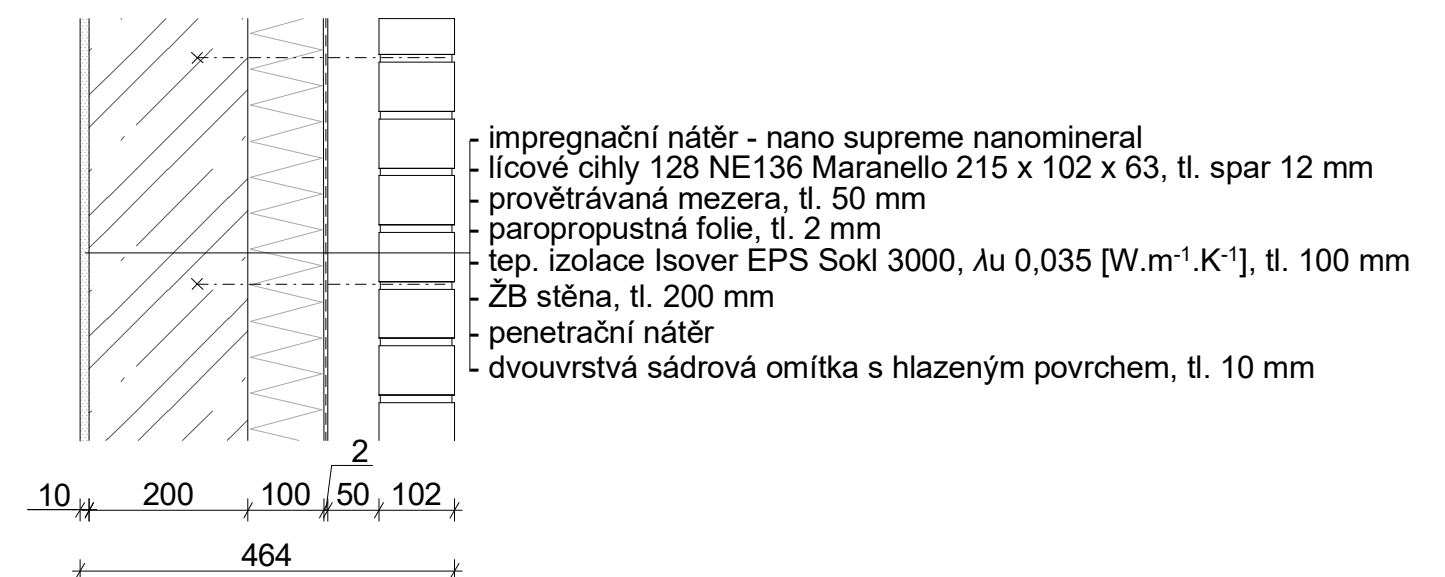 impregnační nátěr - nano supreme nanomineral
lícové cihly 128 NE136 Maranello 215 x 102 x 63, tl. spar 12 mm
provětrávaná mezera, tl. 50 mm
paropropustná folie, tl. 2 mm
tep. izolace Isover EPS Sokl 3000, λu 0,035 [W.m⁻¹.K⁻¹], tl. 100 mm
ŽB stěna, tl. 200 mm
penetrační nátěr
dvouvrstvá sádrová omítka s hlazeným povrchem, tl. 10 mm
2
10 200 100 50 102
464